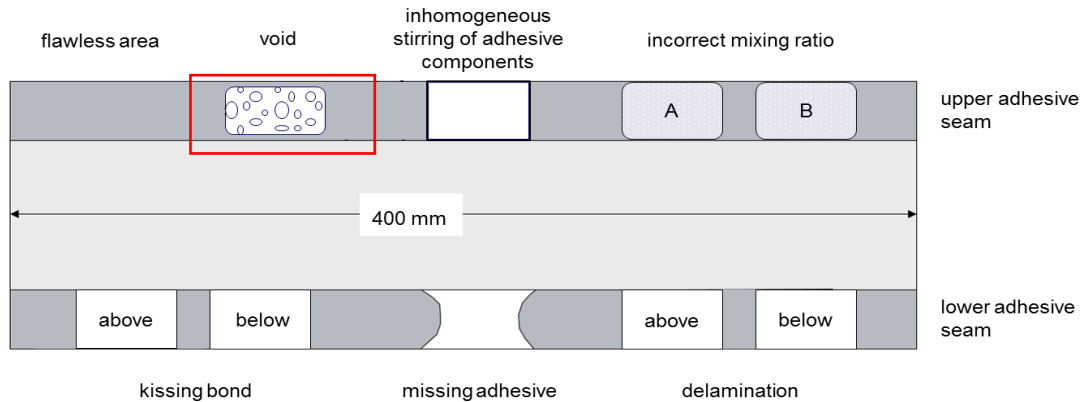 flawless area
void
inhomogeneous
stirring of adhesive
components
incorrect mixing ratio
A
B
upper adhesive
seam
400 mm
above
below
above
below
lower adhesive
seam
kissing bond
missing adhesive
delamination